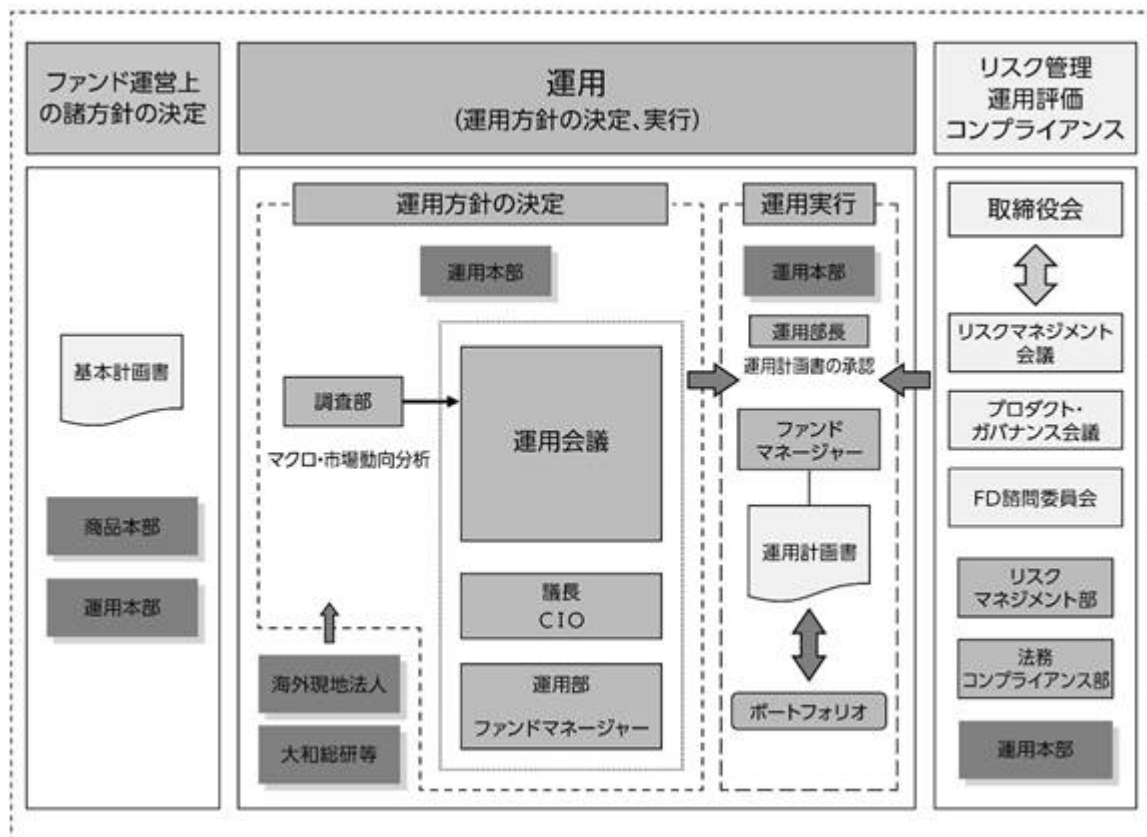 ファンド運営上
の諸方針の決定
基本計画書
商品本部
運用本部
運用
(運用方針の決定、実行)
運用方針の決定
運用本部
調査部
マクロ・市場動向分析
運用会議
議長
CIO
運用部
ファンドマネージャー
海外現地法人
大和総研等
運用実行
運用本部
運用部長
運用計画書の承認
ファンド
マネージャー
運用計画書
ポートフォリオ
リスク管理
運用評価
コンプライアンス
取締役会
リスクマネジメント
会議
プロダクト・
ガバナンス会議
FD諮問委員会
リスク
マネジメント部
法務
コンプライアンス部
運用本部